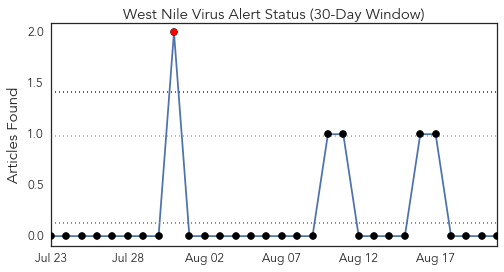 West Nile Virus Alert Status (30-Day Window)
Articles Found
2.0
1.5
1.0
0.5
0.0
Jul 23 Jul 28 Aug 02 Aug 07 Aug 12 Aug 17